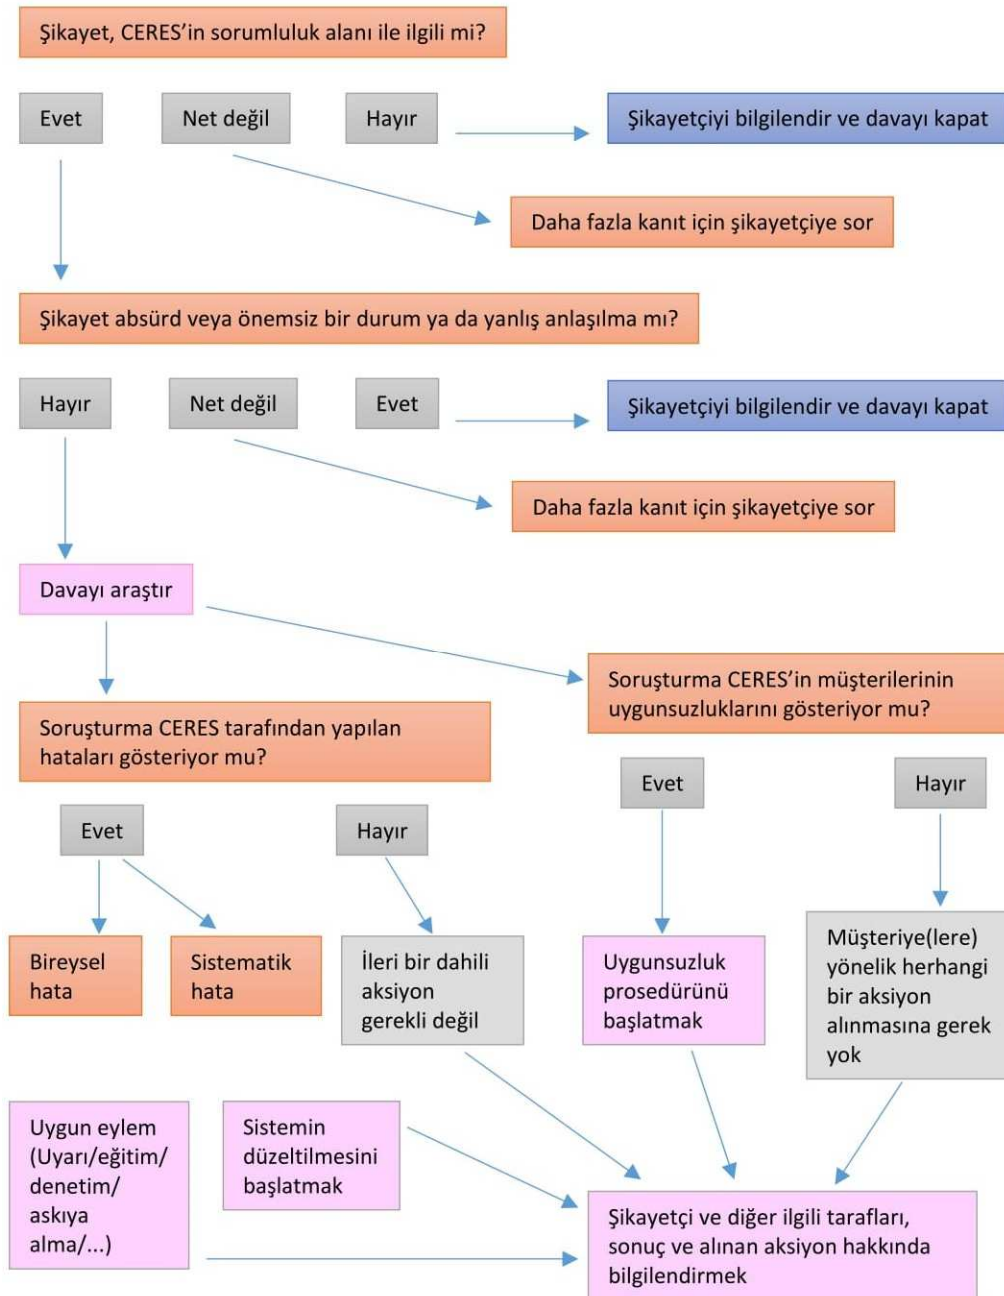 Şikayet, CERES’in sorumluluk alanı ile ilgili mi?
Evet
Net değil
Hayır
Şikayetçiyi bilgilendir ve davayı kapat
Daha fazla kanıt için şikayetçiye sor
Şikayet absürd veya önemsiz bir durum ya da yanlış anlaşılma mı?
Hayır
Net değil
Evet
Şikayetçiyi bilgilendir ve davayı kapat
Daha fazla kanıt için şikayetçiye sor
Davayı araştır
Soruşturma CERES tarafından yapılan
hataları gösteriyor mu?
Soruşturma CERES’in müşterilerinin
uygunsuzluklarını gösteriyor mu?
Evet
Hayır
Evet
Hayır
Bireysel
hata
Sistematik
hata
İleri bir dahili
aksiyon
gerekli değil
Uygunsuzluk
prosedürünü
başlatmak
Müşteriye(lere)
yönelik herhangi
bir aksiyon
alınmasına gerek
yok
Uygun eylem
(Uyarı/eğitim/
denetim/
askıya
alma/...)
Sistemin
düzeltilmesini
başlatmak
Şikayetçi ve diğer ilgili tarafları,
sonuç ve alınan aksiyon hakkında
bilgilendirmek